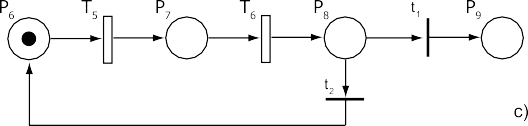 P₆ T₅ P₇ T₆ P₈ t₁ P₉
t₂
c)